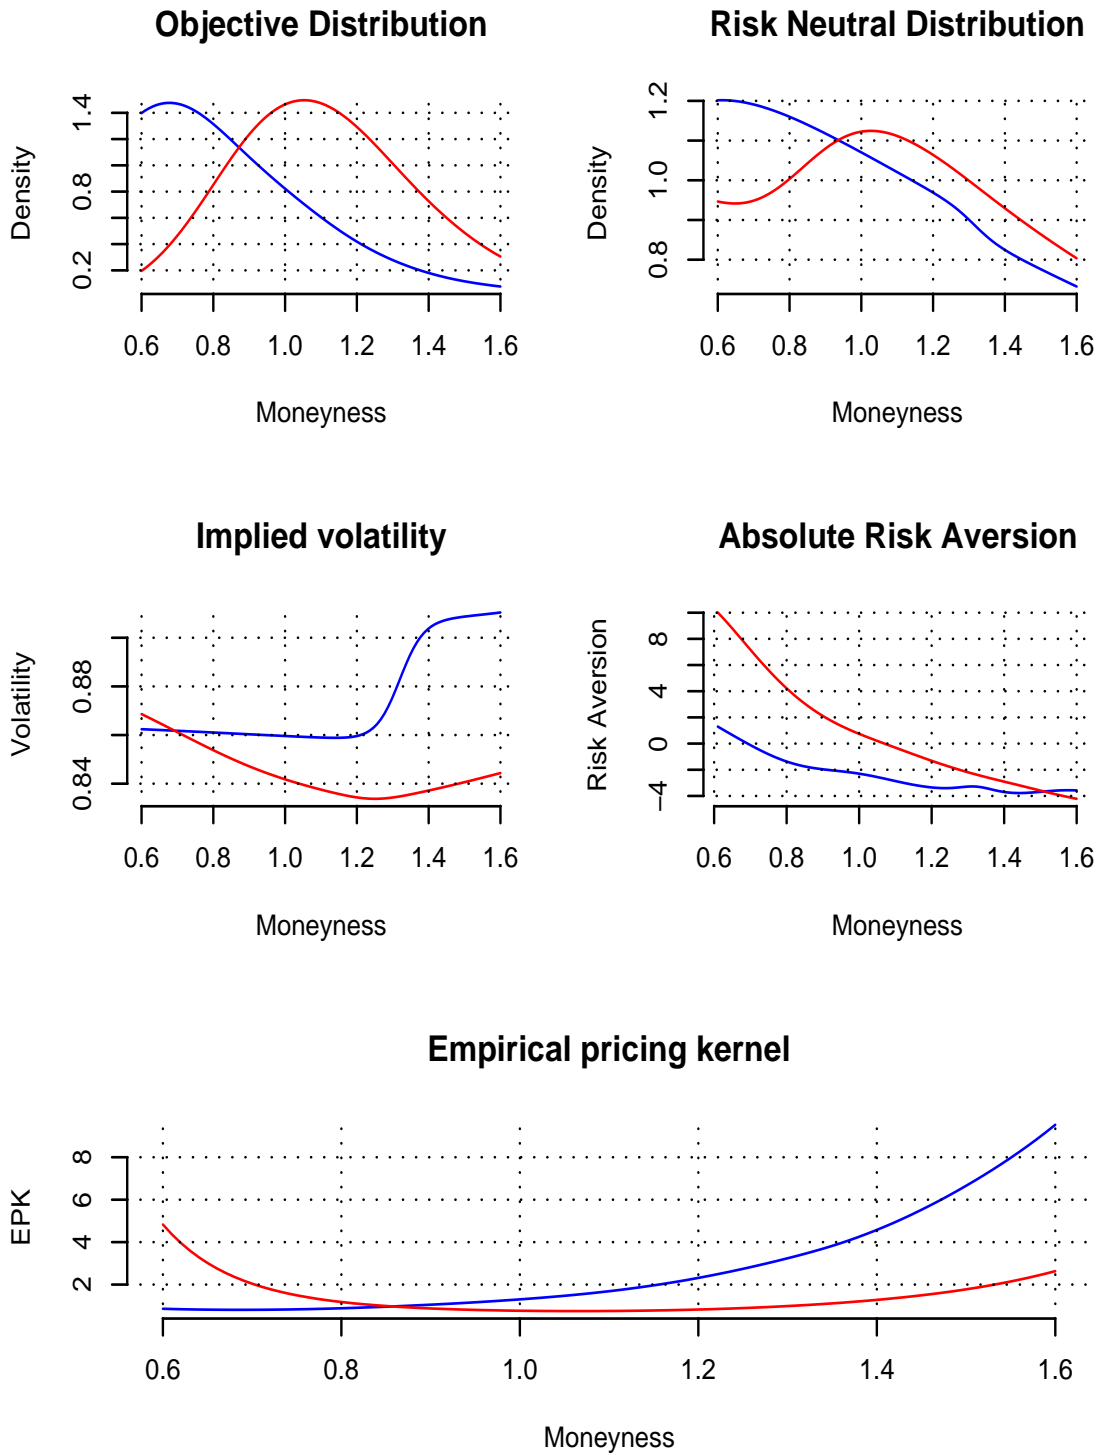 Objective Distribution
Density
0.2 0.8 1.4
0.6 0.8 1.0 1.2 1.4 1.6
Moneyness
Risk Neutral Distribution
Density
0.8 1.0 1.2
0.6 0.8 1.0 1.2 1.4 1.6
Moneyness
Implied volatility
Volatility
0.84 0.88
0.6 0.8 1.0 1.2 1.4 1.6
Moneyness
Absolute Risk Aversion
Risk Aversion
−4 0 4 8
0.6 0.8 1.0 1.2 1.4 1.6
Moneyness
Empirical pricing kernel
EPK
2 4 6 8
0.6 0.8 1.0 1.2 1.4 1.6
Moneyness